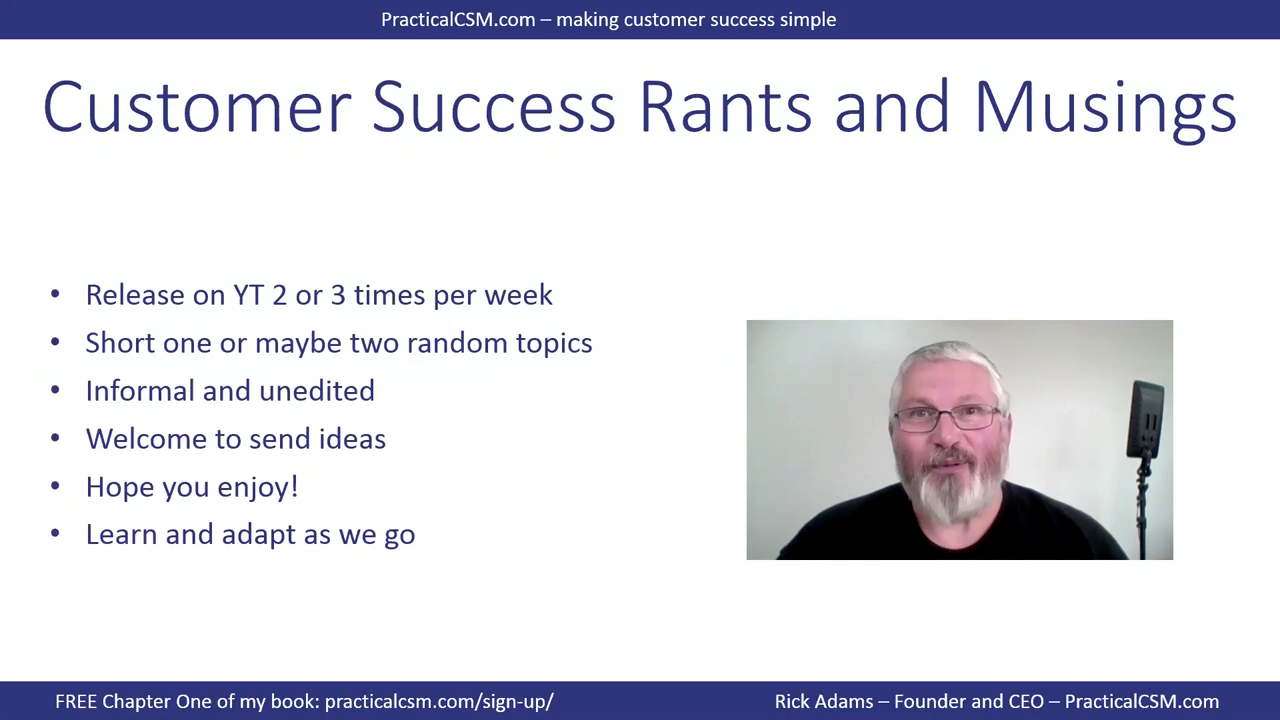 PracticalCSM.com – making customer success simple
Customer Success Rants and Musings
• Release on YT 2 or 3 times per week
• Short one or maybe two random topics
• Informal and unedited
• Welcome to send ideas
• Hope you enjoy!
• Learn and adapt as we go
FREE Chapter One of my book: practicalcsm.com/sign-up/
Rick Adams – Founder and CEO – PracticalCSM.com